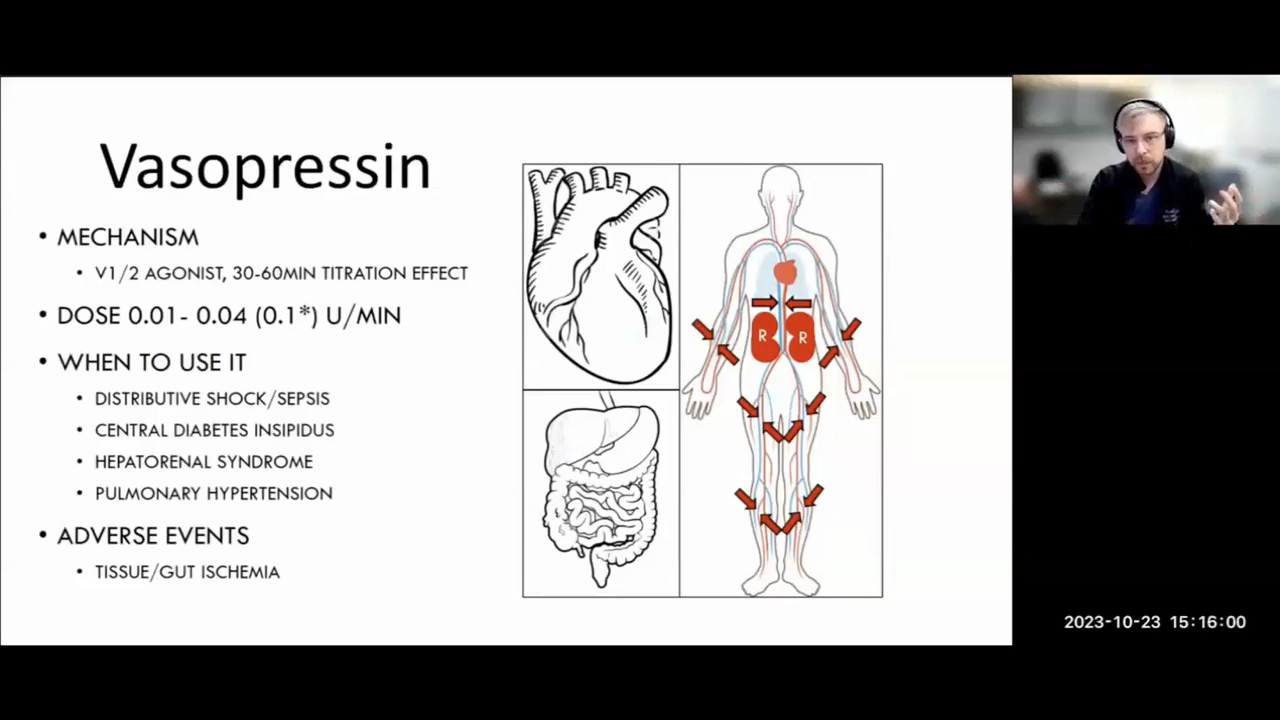 Vasopressin
• MECHANISM
• V1/2 AGONIST, 30-60MIN TITRATION EFFECT
• DOSE 0.01- 0.04 (0.1*) U/MIN
• WHEN TO USE IT
• DISTRIBUTIVE SHOCK/SEPSIS
• CENTRAL DIABETES INSIPIDUS
• HEPATORENAL SYNDROME
• PULMONARY HYPERTENSION
• ADVERSE EVENTS
• TISSUE/GUT ISCHEMIA
R R
2023-10-23 15:16:00